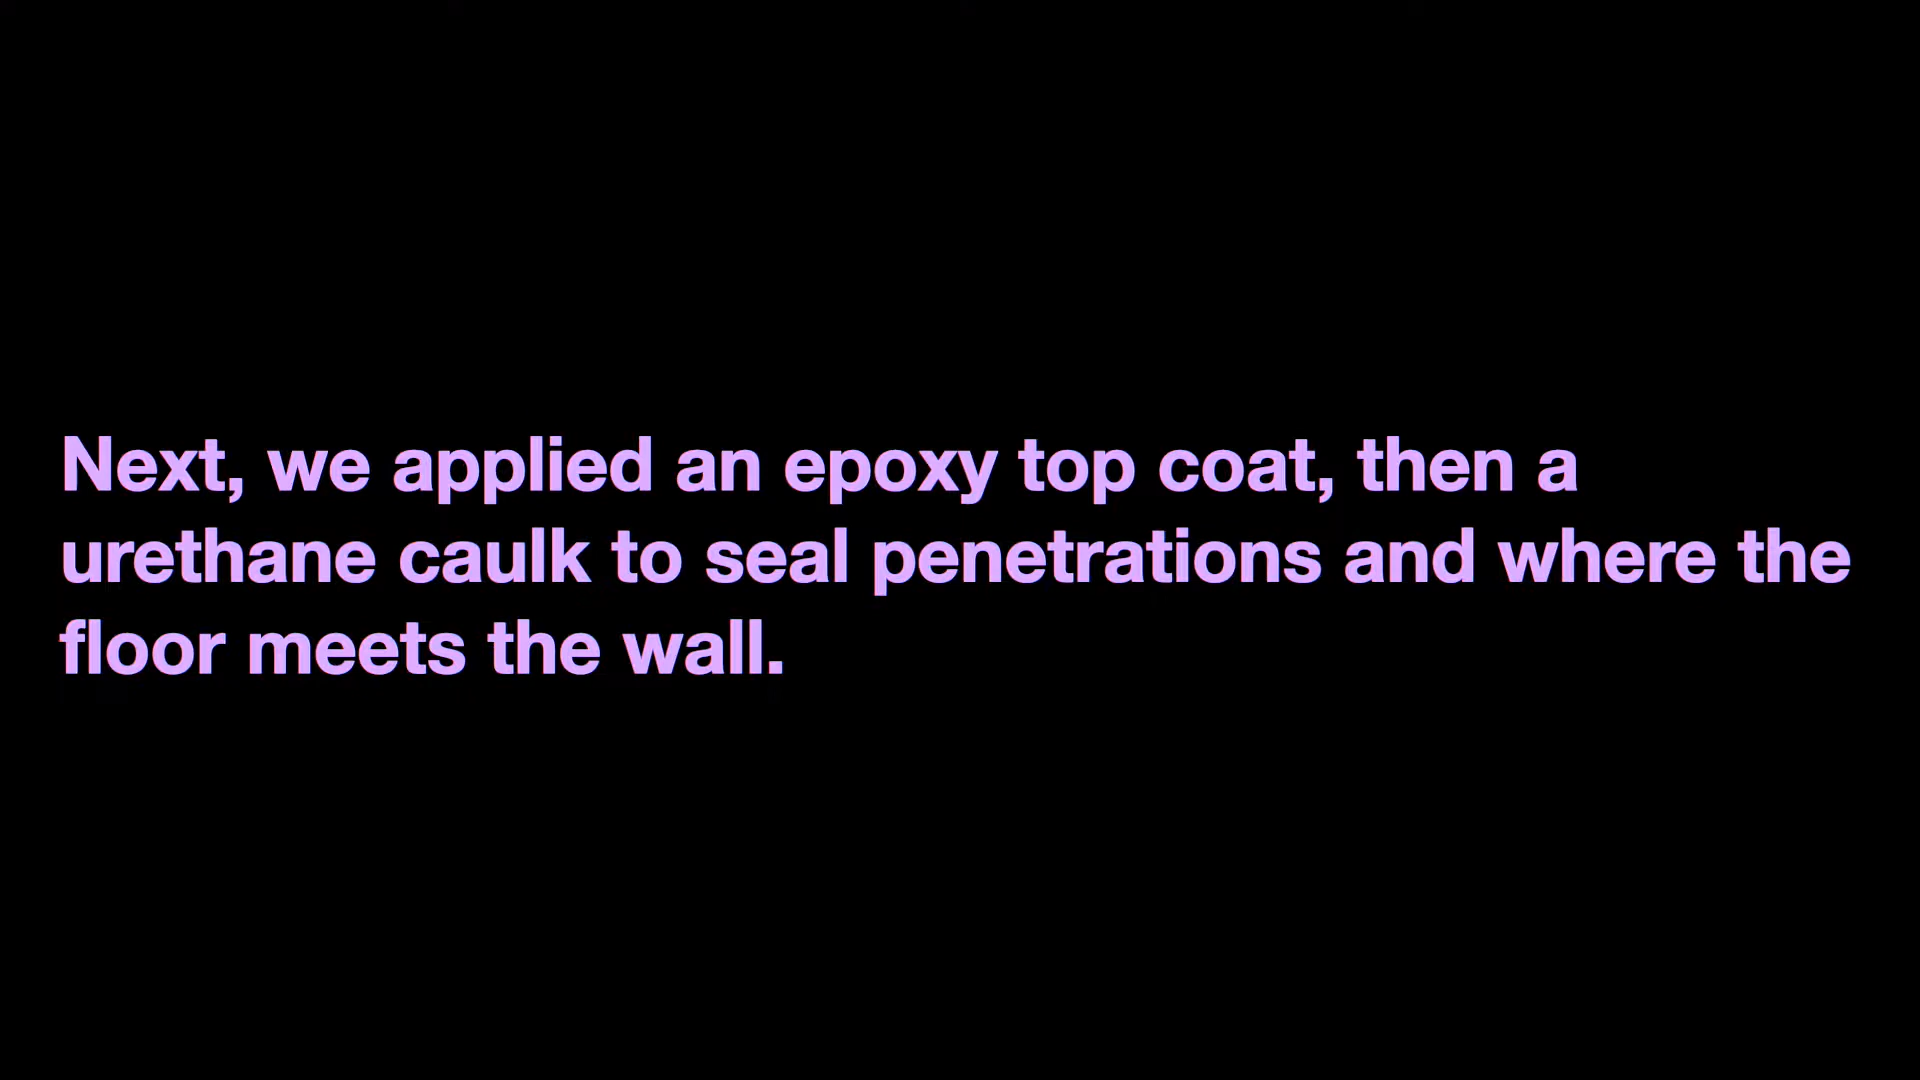 Next, we applied an epoxy top coat, then a
urethane caulk to seal penetrations and where the
floor meets the wall.